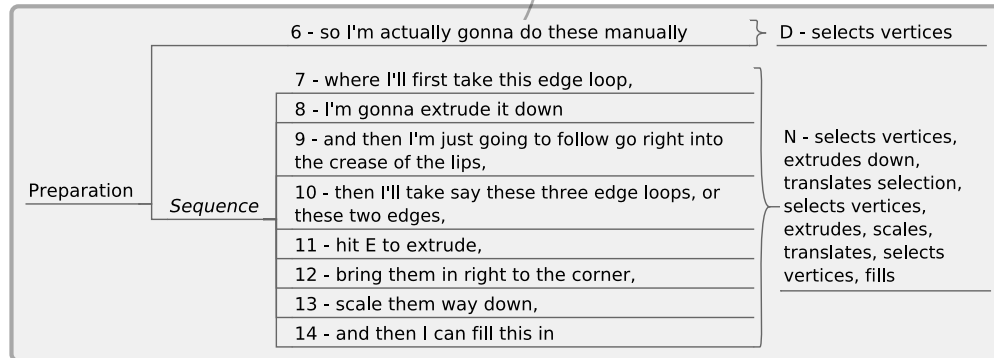 6 - so I'm actually gonna do these manually
D - selects vertices
7 - where I'll first take this edge loop,
8 - I'm gonna extrude it down
9 - and then I'm just going to follow go right into
the crease of the lips,
Preparation
Sequence
10 - then I'll take say these three edge loops, or
these two edges,
11 - hit E to extrude,
12 - bring them in right to the corner,
13 - scale them way down,
14 - and then I can fill this in
N - selects vertices,
extrudes down,
translates selection,
selects vertices,
extrudes, scales,
translates, selects
vertices, fills